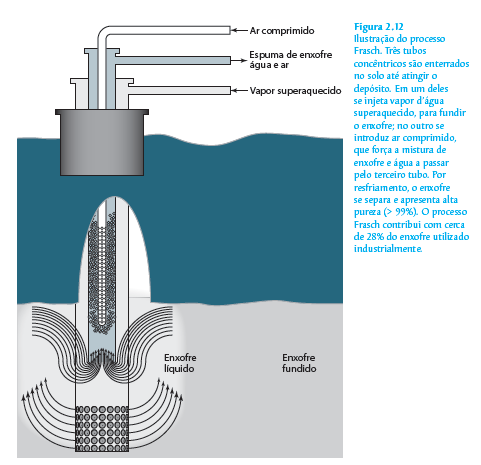 Ar comprimido
Espuma de enxofre
água e ar
Vapor superaquecido
Enxofre
líquido
Enxofre
fundido
Figura 2.12
Ilustração do processo
Frasch. Três tubos
concêntricos são enterrados
no solo até atingir o
depósito. Em um deles
se injeta vapor d'água
superaquecido, para fundir
o enxofre; no outro se
introduz ar comprimido,
que força a mistura de
enxofre e água a passar
pelo terceiro tubo. Por
resfriamento, o enxofre
se separa e apresenta alta
pureza (> 99%). O processo
Frasch contribui com cerca
de 28% do enxofre utilizado
industrialmente.